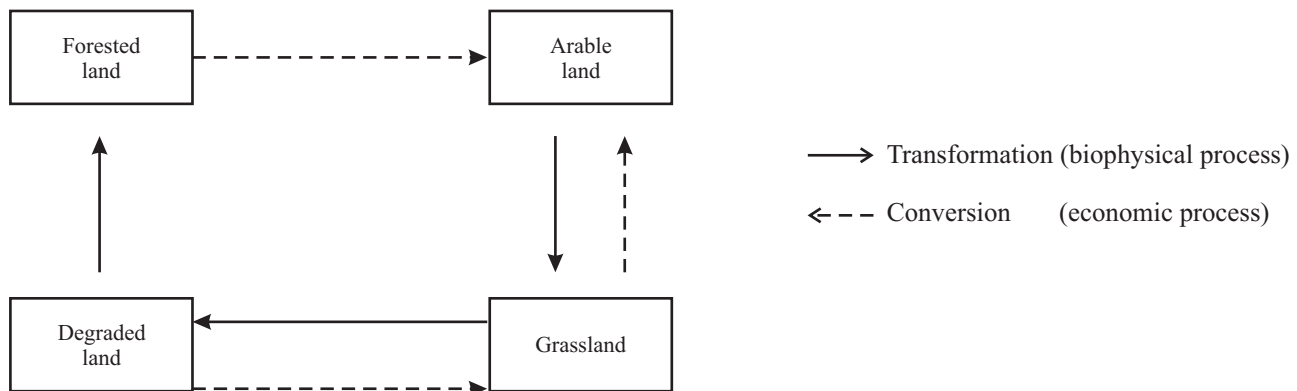 Forested
land
Arable
land
Transformation (biophysical process)
Conversion (economic process)
Degraded
land
Grassland